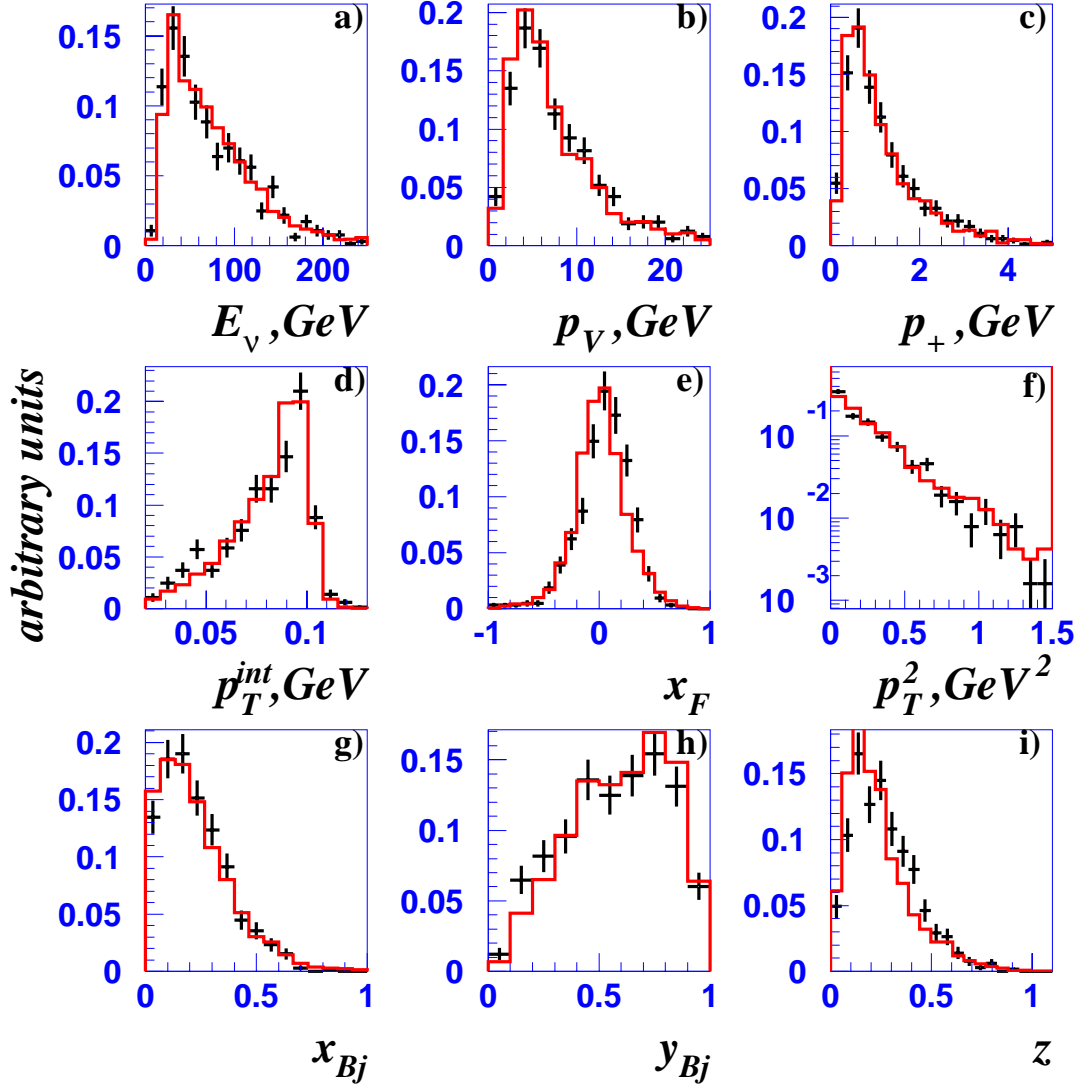 a)
0.15
0.1
0.05
0
0 100 200
E_ν ,GeV
b)
0.2
0.15
0.1
0.05
0
0 10 20
p_V ,GeV
c)
0.2
0.15
0.1
0.05
0
0 2 4
p_+ ,GeV
arbitrary units
d)
0.2
0.15
0.1
0.05
0
0.05 0.1
p_T^int ,GeV
e)
0.2
0.15
0.1
0.05
0
-1 0 1
x_F
f)
10^-1
10^-2
10^-3
0 0.5 1 1.5
p_T^2 ,GeV^2
g)
0.2
0.15
0.1
0.05
0
0 0.5 1
x_Bj
h)
0.15
0.1
0.05
0
0 0.5 1
y_Bj
i)
0.15
0.1
0.05
0
0 0.5 1
z